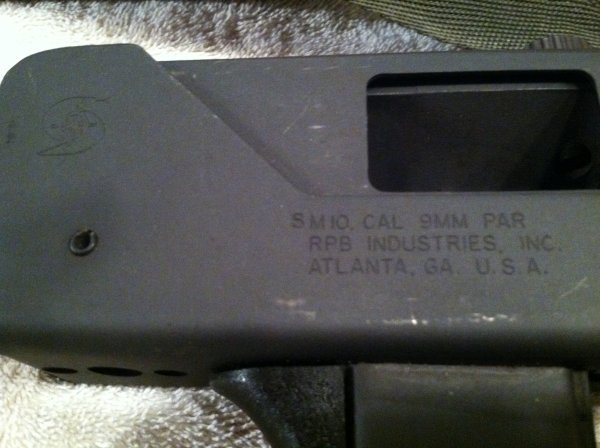 SM10, CAL 9MM PAR
RPB INDUSTRIES, INC.
ATLANTA, GA. U.S.A.